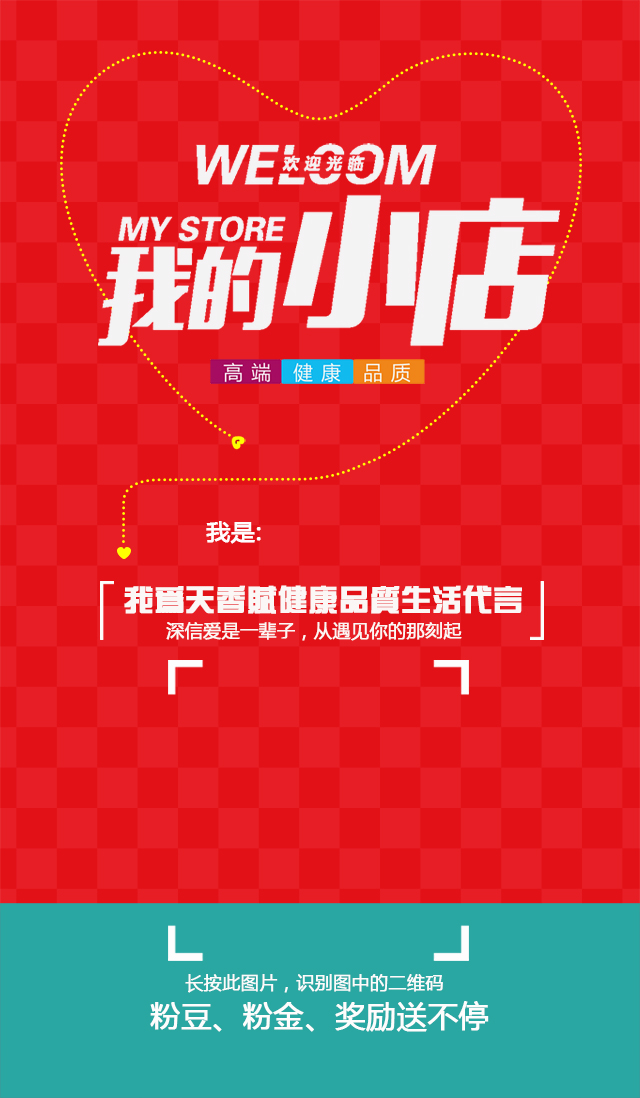 WELCOM
欢迎光临
MY STORE
我的小店
高端 健康 品质
我是:
我爱天香赋健康品質生活代言
深信爱是一辈子，从遇见你的那刻起
长按此图片，识别图中的二维码
粉豆、粉金、奖励送不停